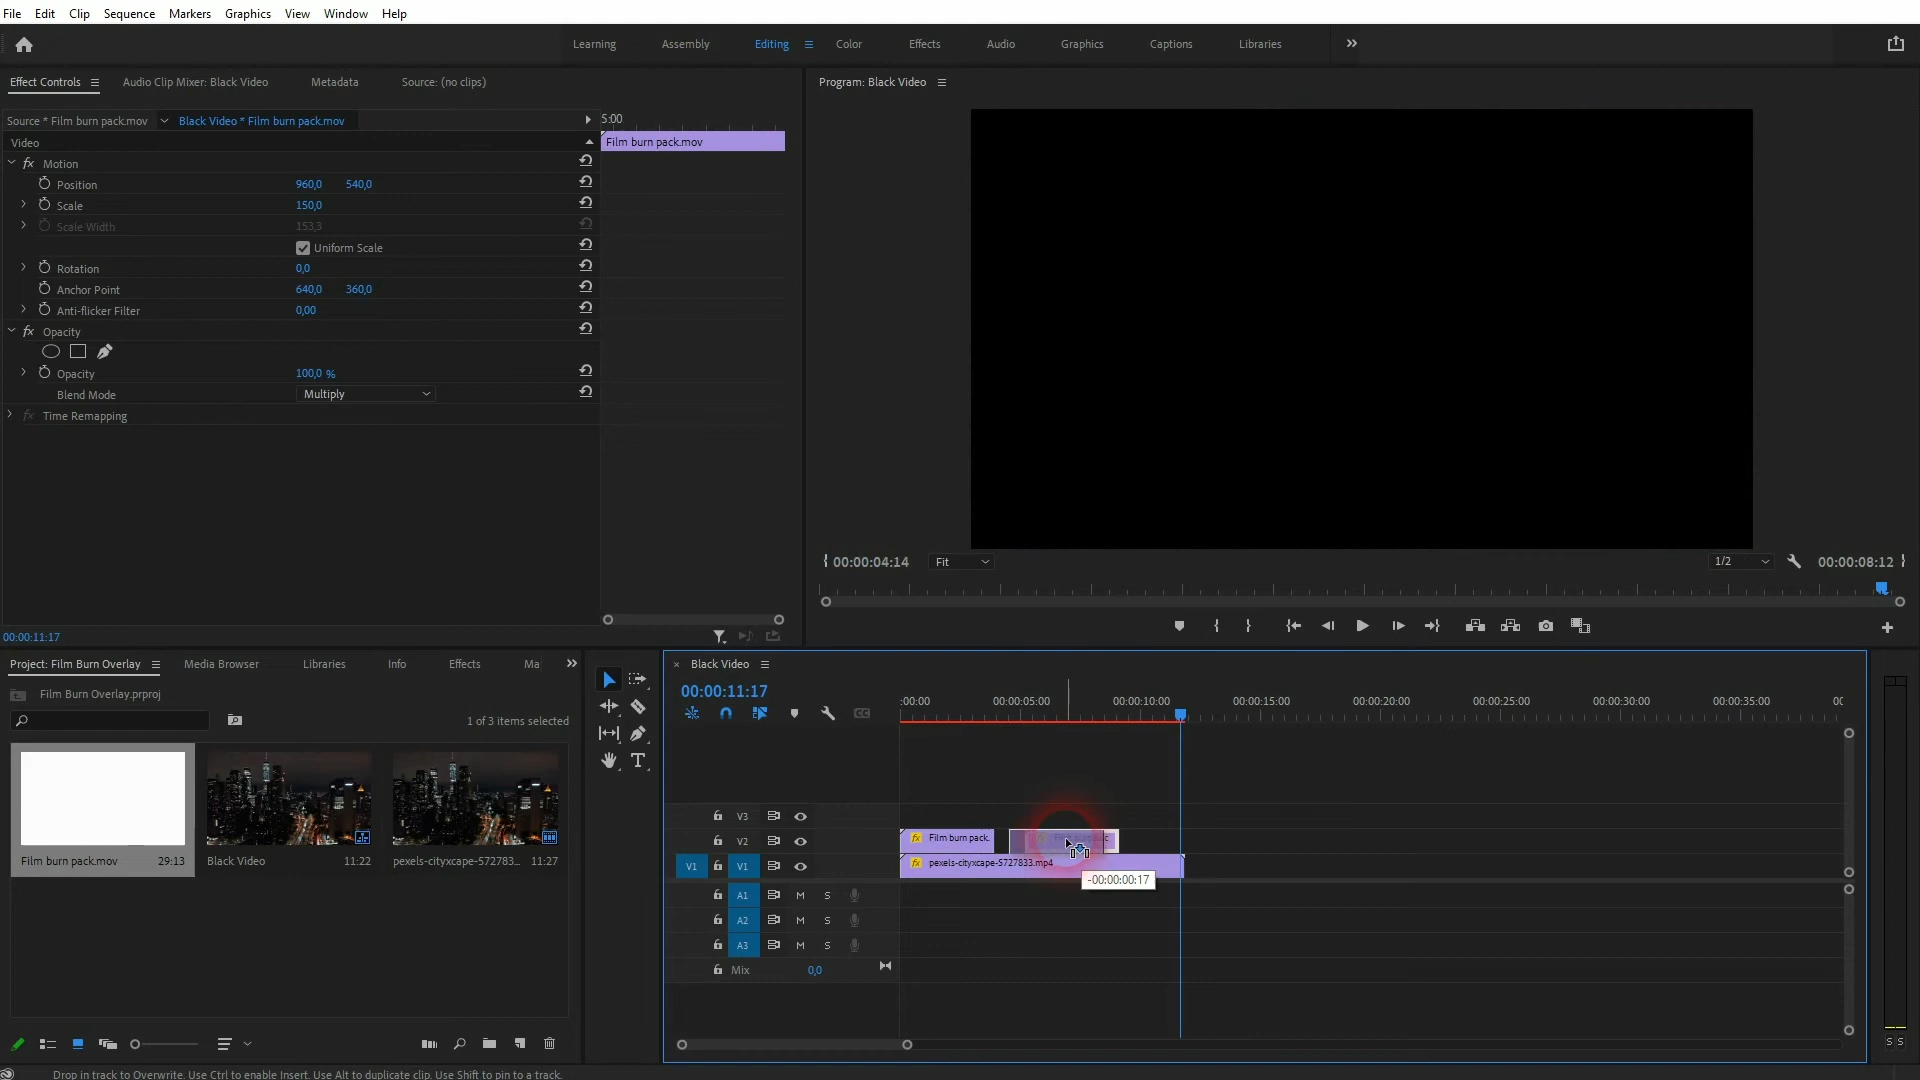 File Edit Clip Sequence Markers Graphics View Window Help
Learning Assembly Editing Color Effects Audio Graphics Captions Libraries
Effect Controls Audio Clip Mixer: Black Video Metadata Source: (no clips)
Program: Black Video
Source * Film burn pack.mov Black Video * Film burn pack.mov
5:00
Video
Film burn pack.mov
fx Motion
Position 960,0 540,0
Scale 150,0
Scale Width 153,3
Uniform Scale
Rotation 0,0
Anchor Point 640,0 360,0
Anti-flicker Filter 0,00
fx Opacity
Opacity 100,0 %
Blend Mode Multiply
fx Time Remapping
00:00:04:14 Fit 1/2 00:00:08:12
00:00:11:17
Project: Film Burn Overlay Media Browser Libraries Info Effects Ma
Film Burn Overlay.prproj
1 of 3 items selected
Film burn pack.mov 29:13
Black Video 11:22
pexels-cityxcape-572783... 11:27
Black Video
00:00:11:17
:00:00 00:00:05:00 00:00:10:00 00:00:15:00 00:00:20:00 00:00:25:00 00:00:30:00 00:00:35:00 00
V3
V2 fx Film burn pack.
V1 V1 fx pexels-cityxcape-5727833.mp4
-00:00:00:17
A1 M S
A2 M S
A3 M S
Mix 0,0
S S
Drop in track to Overwrite. Use Ctrl to enable Insert. Use Alt to duplicate clip. Use Shift to pin to a track.